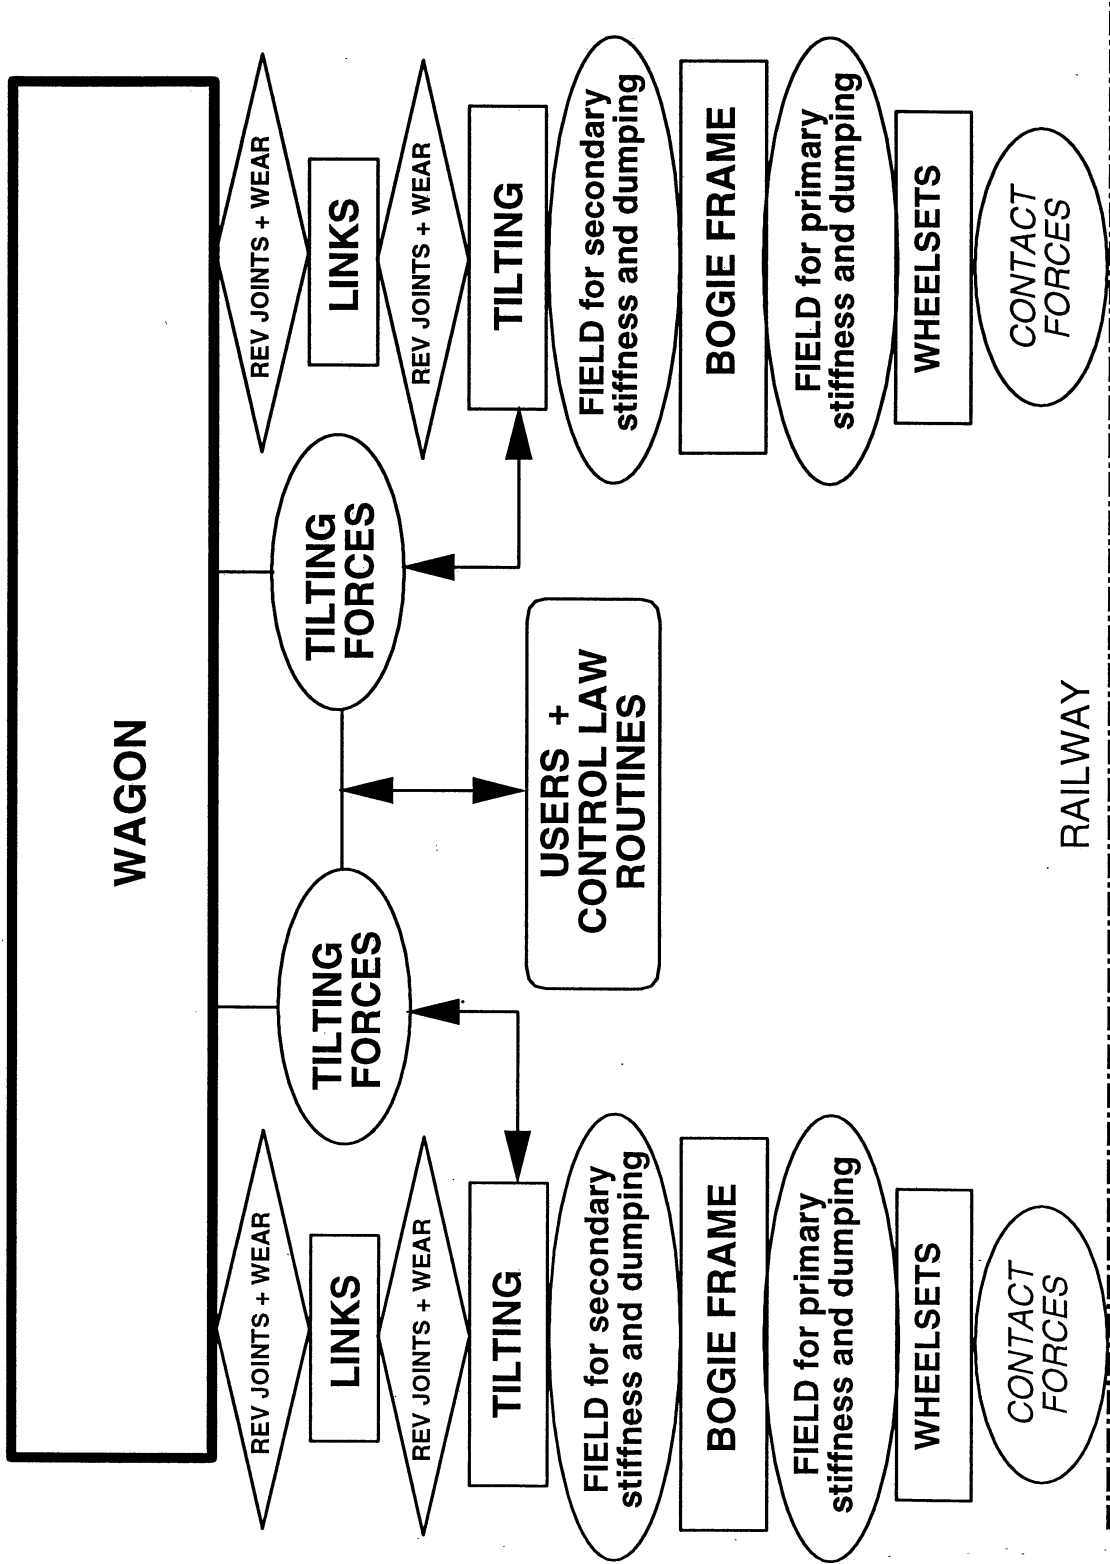 WAGON
REV JOINTS + WEAR
LINKS
REV JOINTS + WEAR
TILTING
FIELD for secondary
stiffness and dumping
BOGIE FRAME
FIELD for primary
stiffness and dumping
WHEELSETS
CONTACT
FORCES
TILTING
FORCES
USERS +
CONTROL LAW
ROUTINES
TILTING
FORCES
REV JOINTS + WEAR
LINKS
REV JOINTS + WEAR
TILTING
FIELD for secondary
stiffness and dumping
BOGIE FRAME
FIELD for primary
stiffness and dumping
WHEELSETS
CONTACT
FORCES
RAILWAY